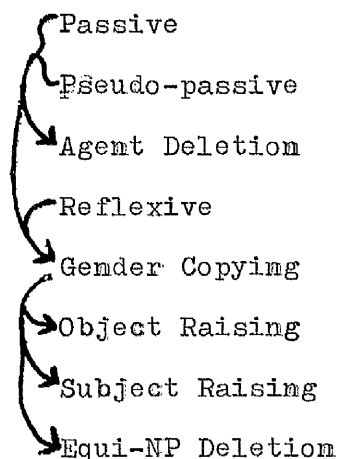 Passive
Pseudo-passive
Agent Deletion
Reflexive
Gender Copying
Object Raising
Subject Raising
Equi-NP Deletion